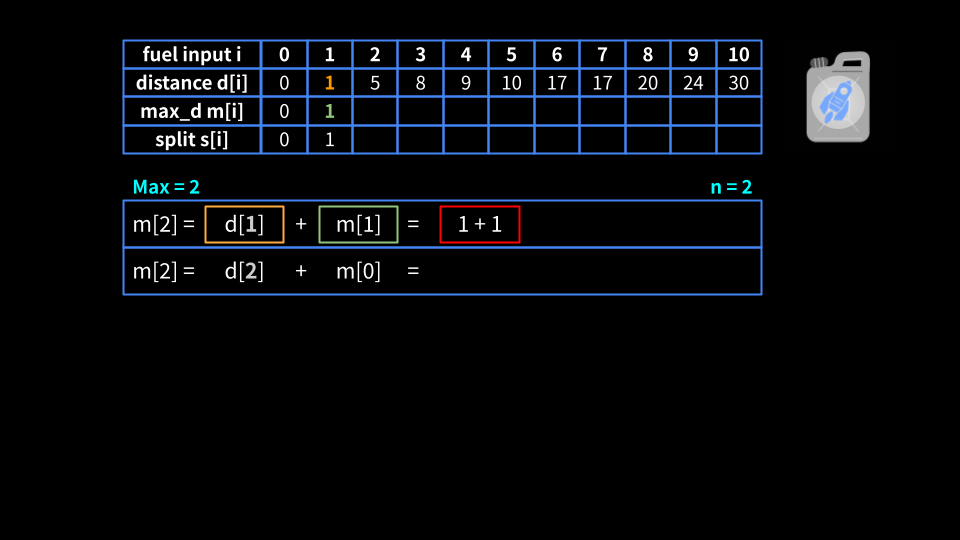 fuel input i 0 1 2 3 4 5 6 7 8 9 10
distance d[i] 0 1 5 8 9 10 17 17 20 24 30
max_d m[i] 0 1
split s[i] 0 1
Max = 2 n = 2
m[2] = d[1] + m[1] = 1 + 1
m[2] = d[2] + m[0] =